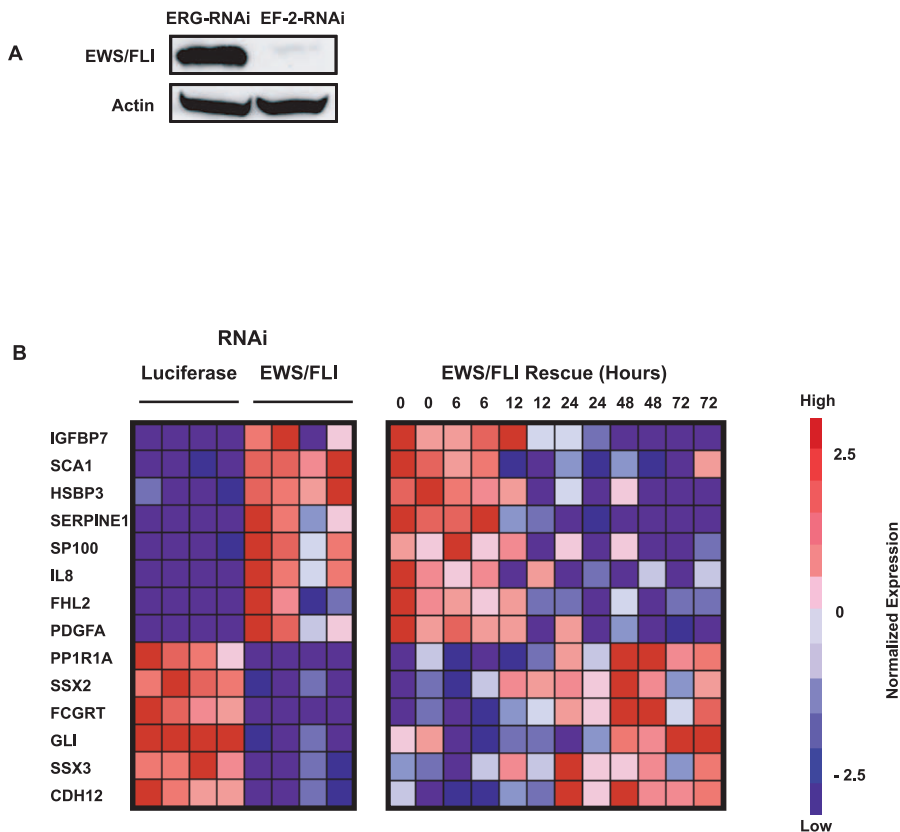 ERG-RNAi EF-2-RNAi
A
EWS/FLI
Actin
RNAi
B
Luciferase EWS/FLI
EWS/FLI Rescue (Hours)
0 0 6 6 12 12 24 24 48 48 72 72
High
IGFBP7
SCA1
HSBP3
SERPINE1
SP100
IL8
FHL2
PDGFA
PP1R1A
SSX2
FCGRT
GLI
SSX3
CDH12
2.5
0
- 2.5
Low
Normalized Expression